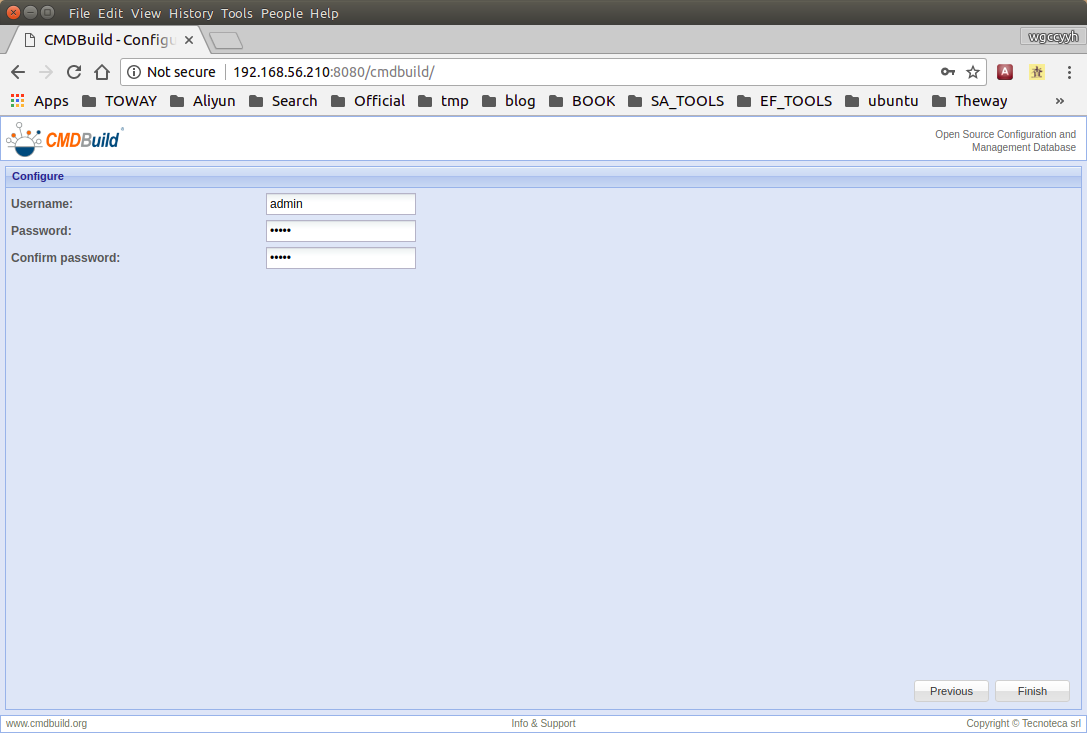 File Edit View History Tools People Help
CMDBuild - Configu
wgccyyh
Not secure 192.168.56.210:8080/cmdbuild/
Apps TOWAY Aliyun Search Official tmp blog BOOK SA_TOOLS EF_TOOLS ubuntu Theway »
CMDBuild
Open Source Configuration and
Management Database
Configure
Username: admin
Password: •••••
Confirm password: •••••
Previous Finish
www.cmdbuild.org Info & Support Copyright © Tecnoteca srl